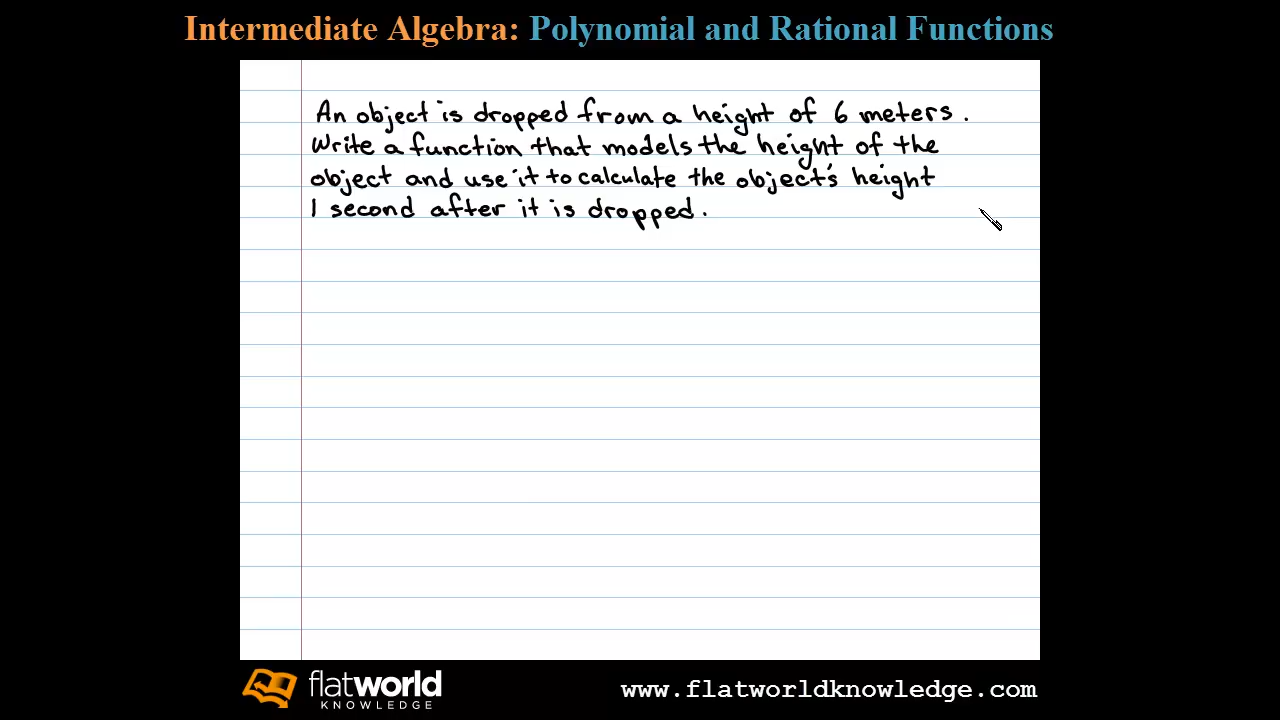 Intermediate Algebra: Polynomial and Rational Functions
An object is dropped from a height of 6 meters.
Write a function that models the height of the
object and use it to calculate the object's height
1 second after it is dropped.
flatworld
KNOWLEDGE
www.flatworldknowledge.com